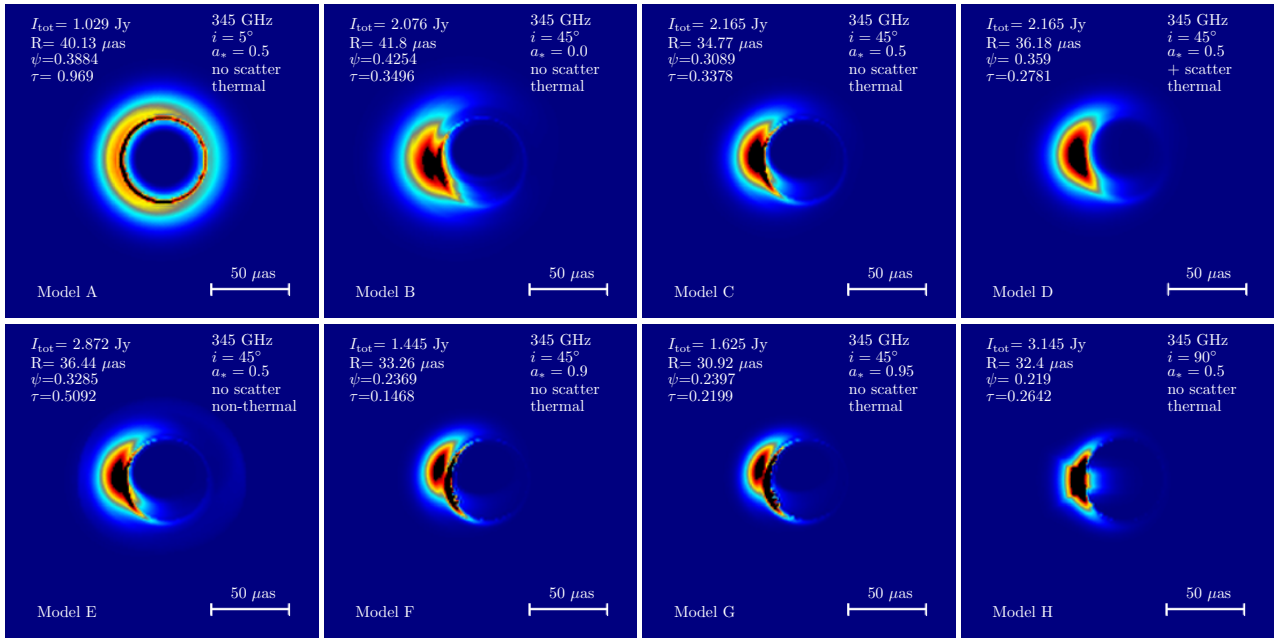 I_tot= 1.029 Jy
R= 40.13 μas
ψ=0.3884
τ= 0.969
345 GHz
i = 5°
a_* = 0.5
no scatter
thermal
50 μas
Model A
I_tot= 2.076 Jy
R= 41.8 μas
ψ=0.4254
τ=0.3496
345 GHz
i = 45°
a_* = 0.0
no scatter
thermal
50 μas
Model B
I_tot= 2.165 Jy
R= 34.77 μas
ψ=0.3089
τ=0.3378
345 GHz
i = 45°
a_* = 0.5
no scatter
thermal
50 μas
Model C
I_tot= 2.165 Jy
R= 36.18 μas
ψ= 0.359
τ=0.2781
345 GHz
i = 45°
a_* = 0.5
+ scatter
thermal
50 μas
Model D
I_tot= 2.872 Jy
R= 36.44 μas
ψ=0.3285
τ=0.5092
345 GHz
i = 45°
a_* = 0.5
no scatter
non-thermal
50 μas
Model E
I_tot= 1.445 Jy
R= 33.26 μas
ψ=0.2369
τ=0.1468
345 GHz
i = 45°
a_* = 0.9
no scatter
thermal
50 μas
Model F
I_tot= 1.625 Jy
R= 30.92 μas
ψ=0.2397
τ=0.2199
345 GHz
i = 45°
a_* = 0.95
no scatter
thermal
50 μas
Model G
I_tot= 3.145 Jy
R= 32.4 μas
ψ= 0.219
τ=0.2642
345 GHz
i = 90°
a_* = 0.5
no scatter
thermal
50 μas
Model H